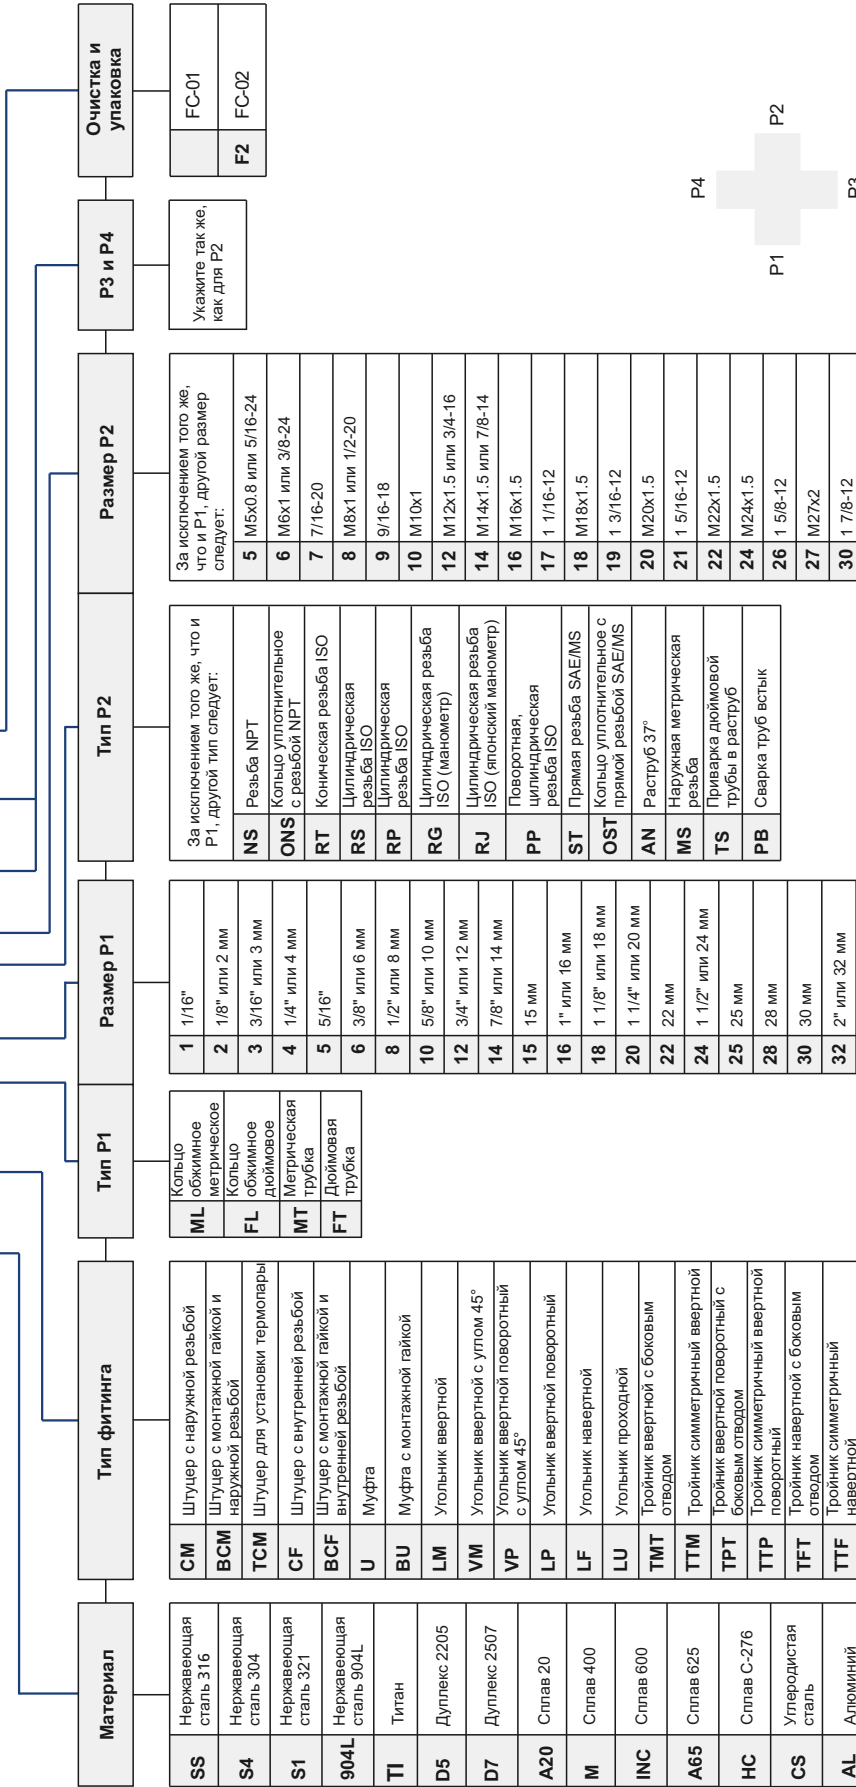 Материал
SS Нержавеющая
сталь 316
S4 Нержавеющая
сталь 304
S1 Нержавеющая
сталь 321
904L Нержавеющая
сталь 904L
TI Титан
D5 Дуплекс 2205
D7 Дуплекс 2507
A20 Сплав 20
M Сплав 400
INC Сплав 600
A65 Сплав 625
HC Сплав C-276
CS Углеродистая
сталь
AL Алюминий
Тип фитинга
CM Штуцер с наружной резьбой
BCM Штуцер с монтажной гайкой и
наружной резьбой
TCM Штуцер для установки термопары
CF Штуцер с внутренней резьбой
BCF Штуцер с монтажной гайкой и
внутренней резьбой
U Муфта
BU Муфта с монтажной гайкой
LM Угольник ввертной
VM Угольник ввертной с углом 45°
VP Угольник ввертной поворотный
с углом 45°
LP Угольник ввертной поворотный
LF Угольник навертной
LU Угольник проходной
TMT Тройник ввертной с боковым
отводом
TTM Тройник симметричный ввертной
TPT Тройник ввертной поворотный с
боковым отводом
TTP Тройник симметричный ввертной
поворотный
TFT Тройник навертной с боковым
отводом
TTF Тройник симметричный
навертной
Тип P1
ML Кольцо
обжимное
метрическое
FL Кольцо
обжимное
дюймовое
MT Метрическая
трубка
FT Дюймовая
трубка
Размер P1
1 1/16"
2 1/8" или 2 мм
3 3/16" или 3 мм
4 1/4" или 4 мм
5 5/16"
6 3/8" или 6 мм
8 1/2" или 8 мм
10 5/8" или 10 мм
12 3/4" или 12 мм
14 7/8" или 14 мм
15 15 мм
16 1" или 16 мм
18 1 1/8" или 18 мм
20 1 1/4" или 20 мм
22 22 мм
24 1 1/2" или 24 мм
25 25 мм
28 28 мм
30 30 мм
32 2" или 32 мм
Тип P2
За исключением того же, что и
P1, другой тип следует:
NS Резьба NPT
ONS Кольцо уплотнительное
с резьбой NPT
RT Коническая резьба ISO
RS Цилиндрическая
резьба ISO
RP Цилиндрическая
резьба ISO
RG Цилиндрическая резьба
ISO (манометр)
RJ Цилиндрическая резьба
ISO (японский манометр)
PP Поворотная,
цилиндрическая
резьба ISO
ST Прямая резьба SAE/MS
OST Кольцо уплотнительное с
прямой резьбой SAE/MS
AN Раструб 37°
MS Наружная метрическая
резьба
TS Приварка дюймовой
трубы в раструб
PB Сварка труб встык
Размер P2
За исключением того же,
что и P1, другой размер
следует:
5 M5x0.8 или 5/16-24
6 M6x1 или 3/8-24
7 7/16-20
8 M8x1 или 1/2-20
9 9/16-18
10 M10x1
12 M12x1.5 или 3/4-16
14 M14x1.5 или 7/8-14
16 M16x1.5
17 1 1/16-12
18 M18x1.5
19 1 3/16-12
20 M20x1.5
21 1 5/16-12
22 M22x1.5
24 M24x1.5
26 1 5/8-12
27 M27x2
30 1 7/8-12
P3 и P4
Укажите так же,
как для P2
Очистка и
упаковка
FC-01
F2 FC-02
P4
P1
P2
P3